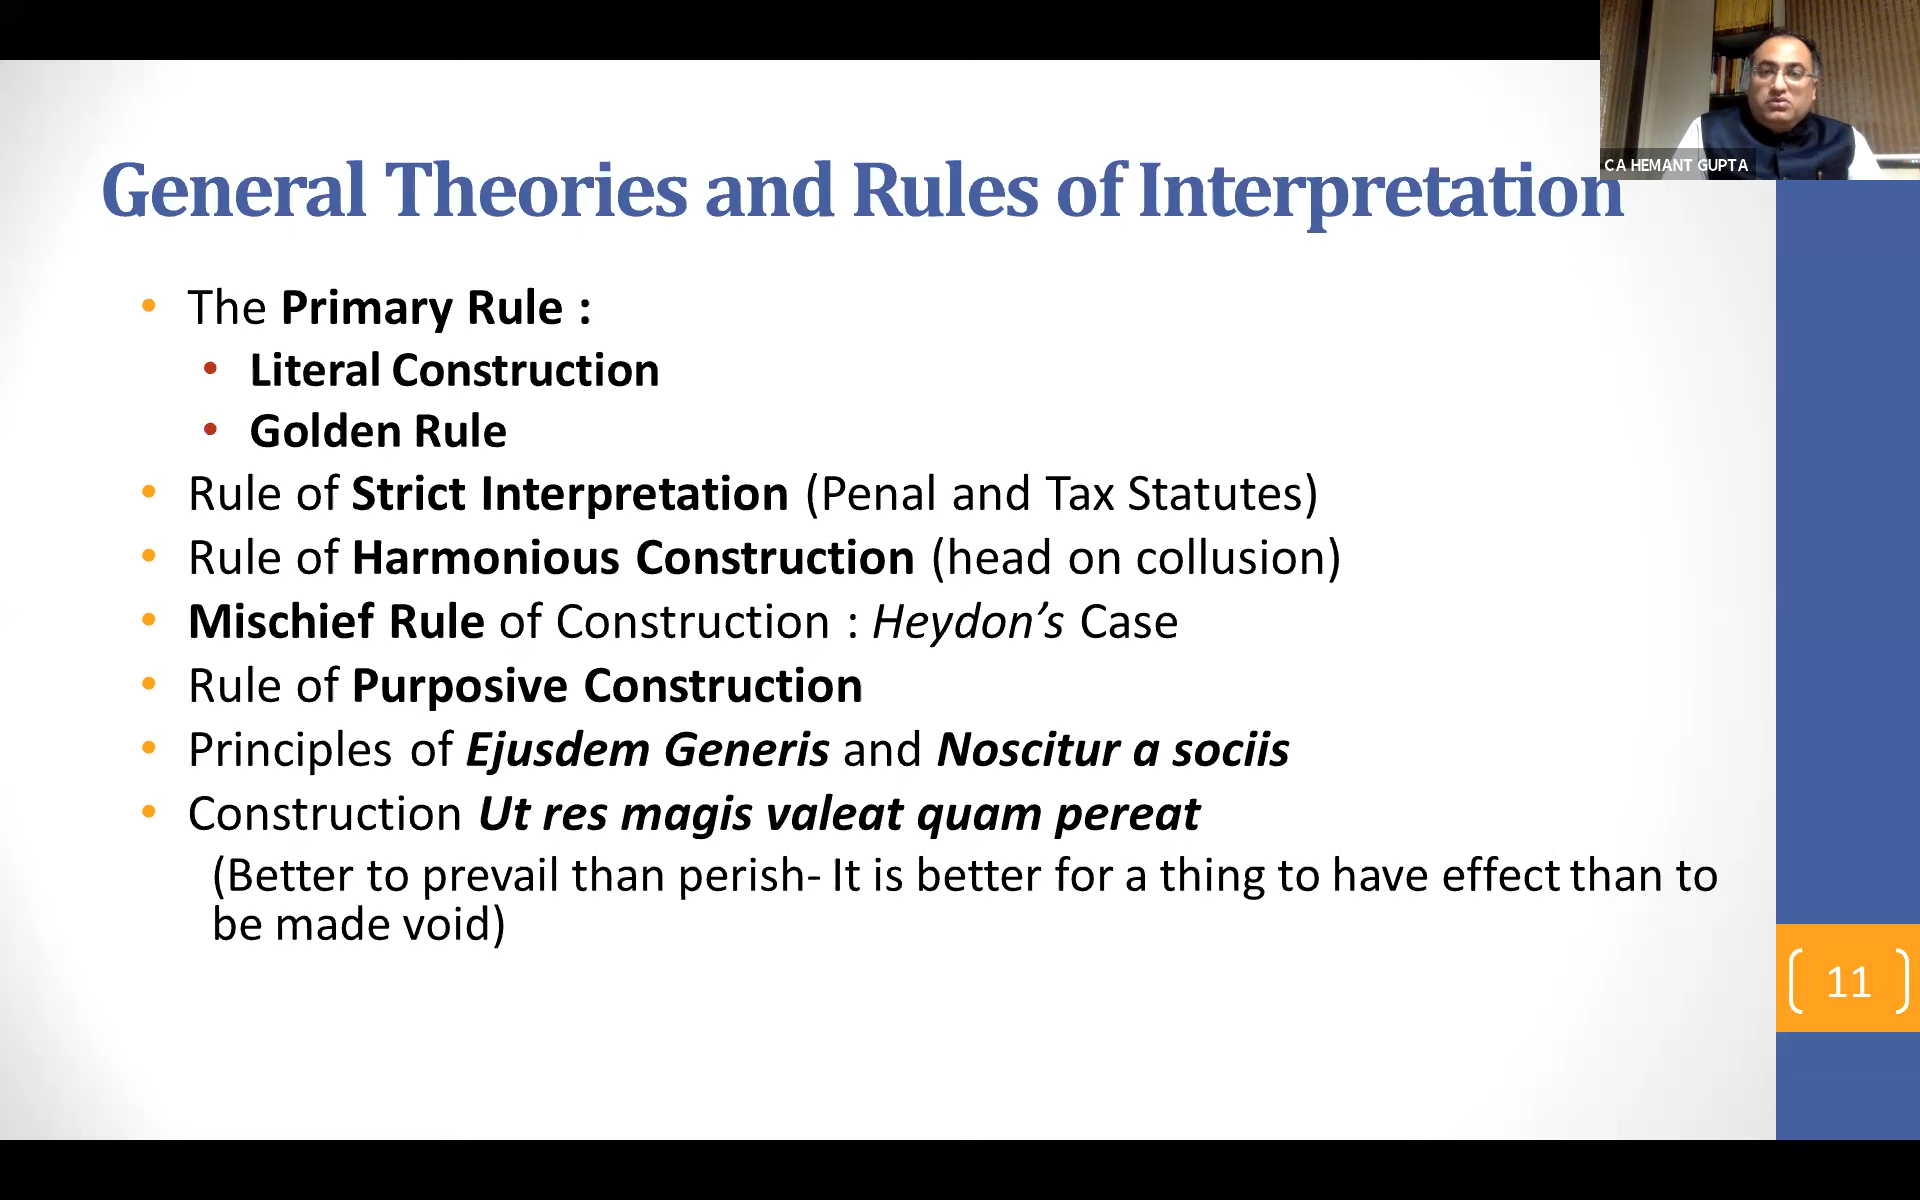 CA HEMANT GUPTA
General Theories and Rules of Interpretation
• The Primary Rule :
• Literal Construction
• Golden Rule
• Rule of Strict Interpretation (Penal and Tax Statutes)
• Rule of Harmonious Construction (head on collusion)
• Mischief Rule of Construction : Heydon’s Case
• Rule of Purposive Construction
• Principles of Ejusdem Generis and Noscitur a sociis
• Construction Ut res magis valeat quam pereat
(Better to prevail than perish- It is better for a thing to have effect than to
be made void)
11